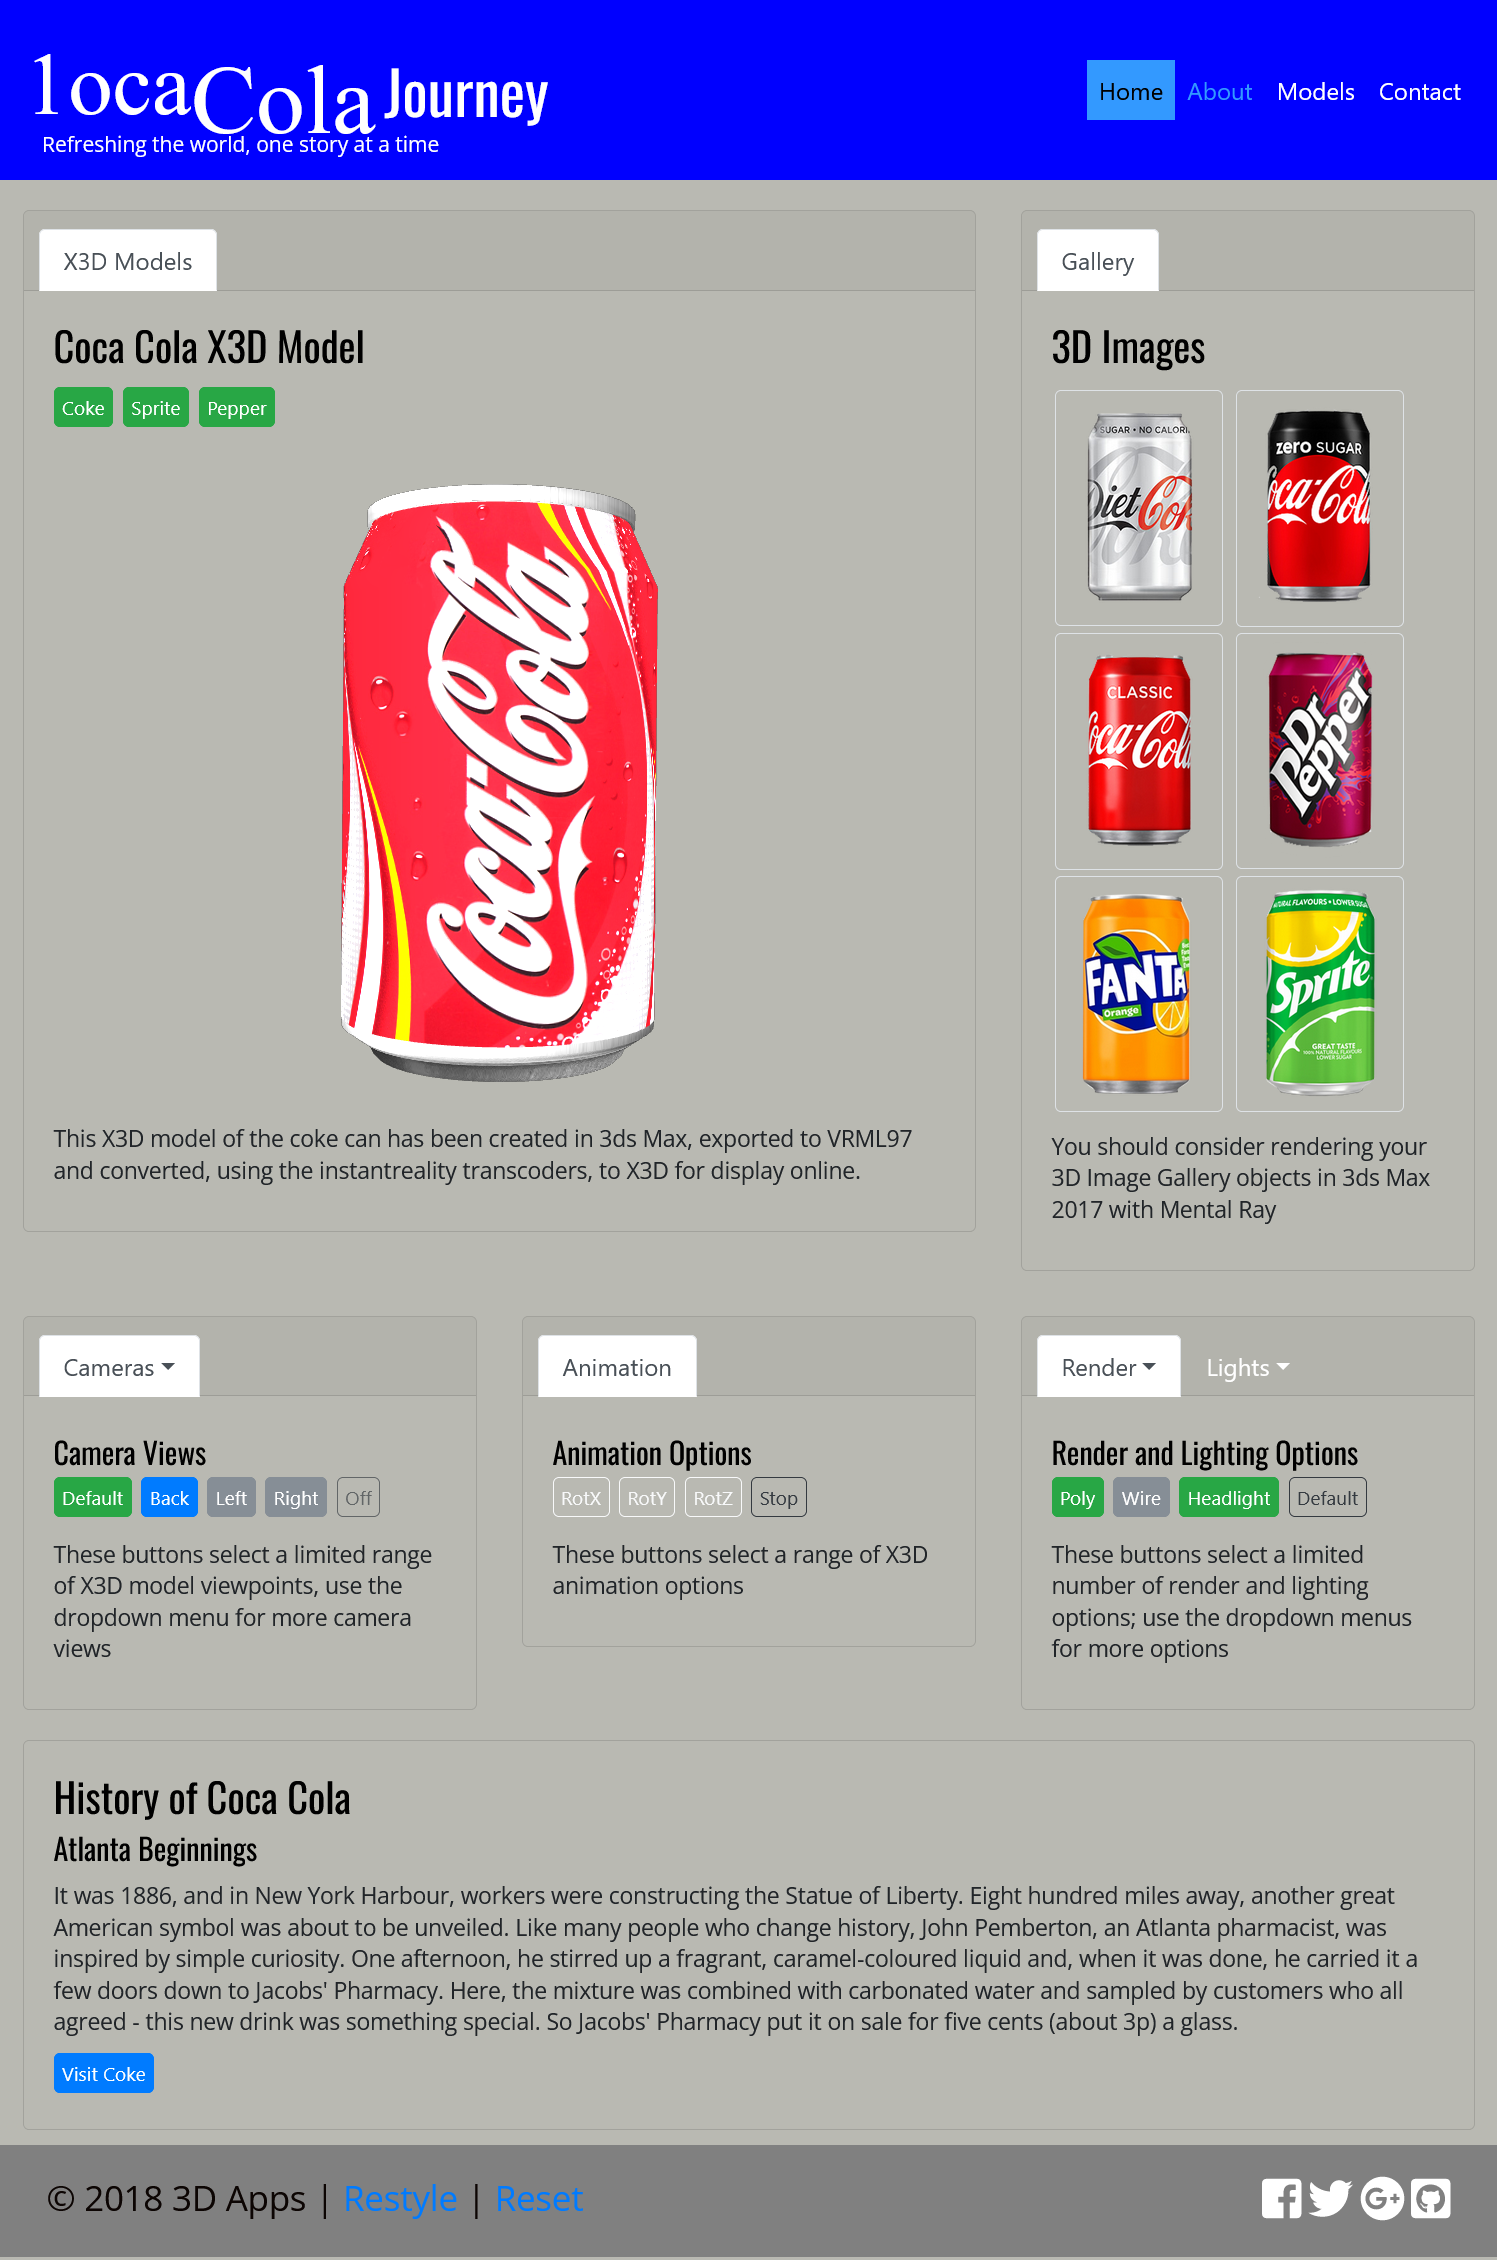 1oca Cola Journey
Refreshing the world, one story at a time
Home About Models Contact
X3D Models
Coca Cola X3D Model
Coke Sprite Pepper
Coca-Cola
This X3D model of the coke can has been created in 3ds Max, exported to VRML97
and converted, using the instantreality transcoders, to X3D for display online.
Gallery
3D Images
SUGAR • NO CALORI
Diet Cok
zero SUGAR
Coca-Cola
CLASSIC
Coca-Cola
Dr
Pepper
FANTA
Orange
TURAL FLAVOURS • LOWER SUGA
Sprite
GREAT TASTE
100% NATURAL FLAVOURS
LOWER SUGAR
You should consider rendering your
3D Image Gallery objects in 3ds Max
2017 with Mental Ray
Cameras
Camera Views
Default Back Left Right Off
These buttons select a limited range
of X3D model viewpoints, use the
dropdown menu for more camera
views
Animation
Animation Options
RotX RotY RotZ Stop
These buttons select a range of X3D
animation options
Render Lights
Render and Lighting Options
Poly Wire Headlight Default
These buttons select a limited
number of render and lighting
options; use the dropdown menus
for more options
History of Coca Cola
Atlanta Beginnings
It was 1886, and in New York Harbour, workers were constructing the Statue of Liberty. Eight hundred miles away, another great
American symbol was about to be unveiled. Like many people who change history, John Pemberton, an Atlanta pharmacist, was
inspired by simple curiosity. One afternoon, he stirred up a fragrant, caramel-coloured liquid and, when it was done, he carried it a
few doors down to Jacobs' Pharmacy. Here, the mixture was combined with carbonated water and sampled by customers who all
agreed - this new drink was something special. So Jacobs' Pharmacy put it on sale for five cents (about 3p) a glass.
Visit Coke
© 2018 3D Apps | Restyle | Reset